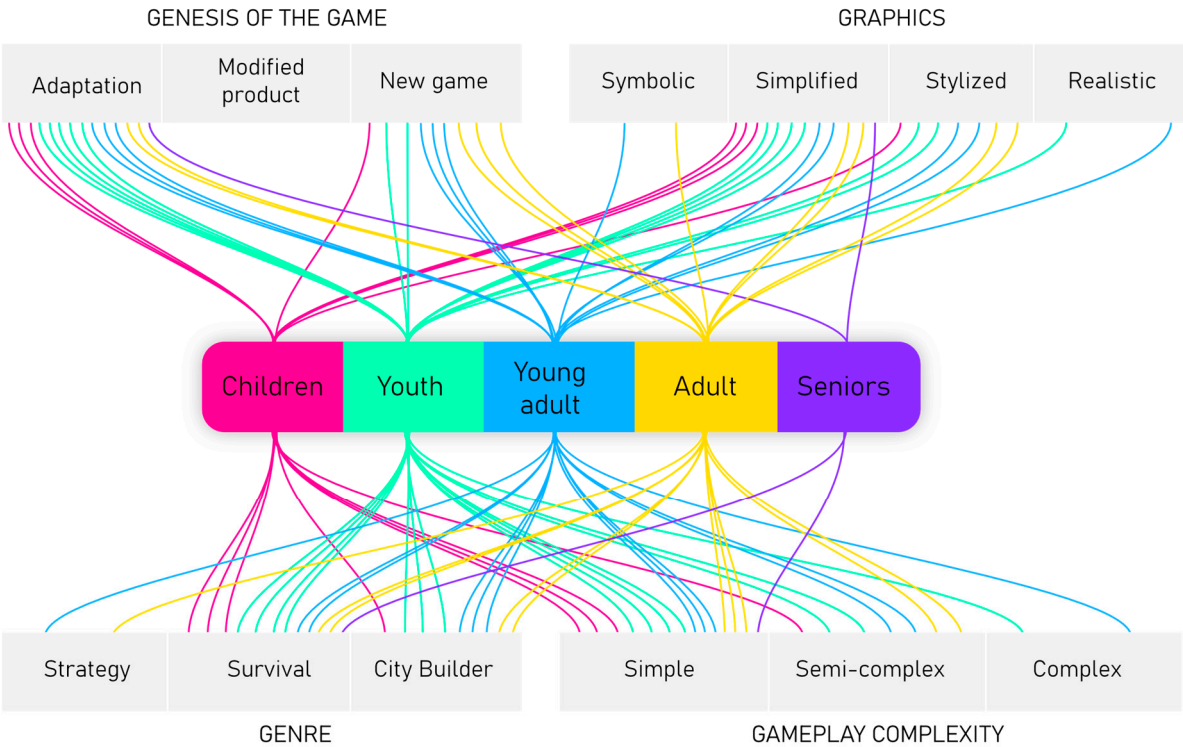 GENESIS OF THE GAME
GRAPHICS
Adaptation
Modified
product
New game
Symbolic
Simplified
Stylized
Realistic
Children
Youth
Young
adult
Adult
Seniors
Strategy
Survival
City Builder
Simple
Semi-complex
Complex
GENRE
GAMEPLAY COMPLEXITY